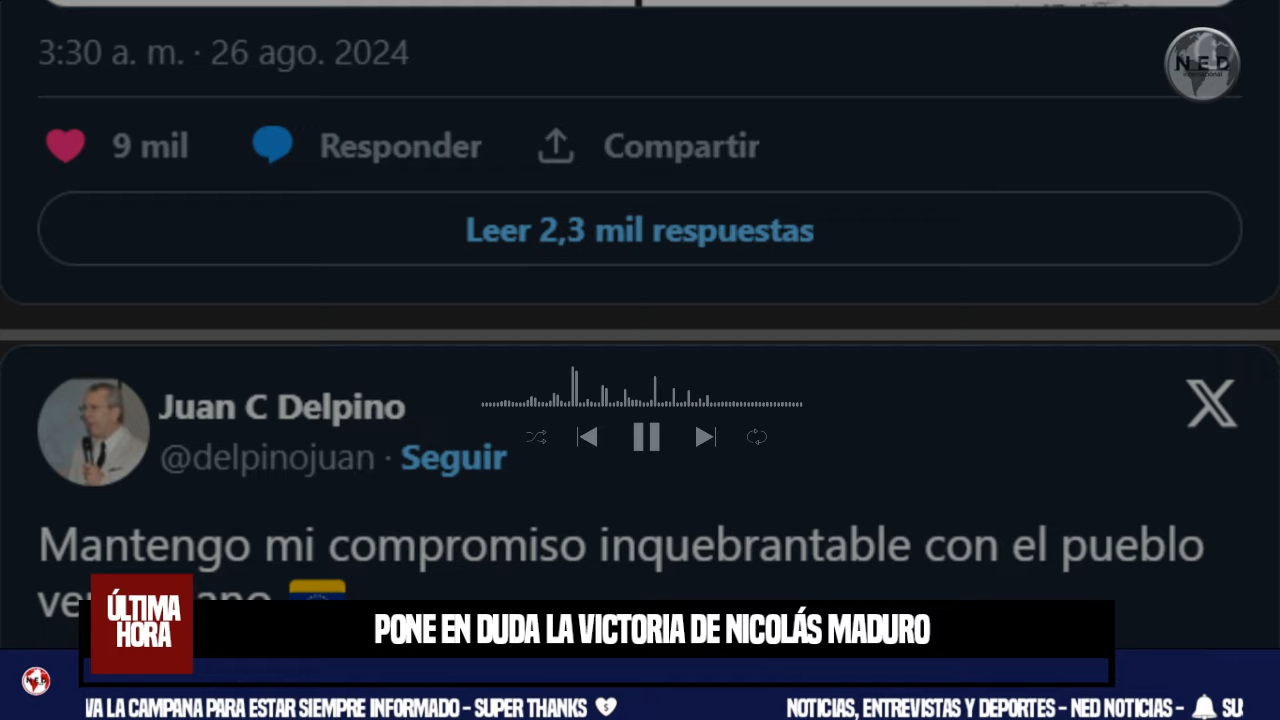 3:30 a. m. · 26 ago. 2024
NED
International
9 mil
Responder
Compartir
Leer 2,3 mil respuestas
Juan C Delpino
@delpinojuan · Seguir
Mantengo mi compromiso inquebrantable con el pueblo
ÚLTIMA
HORA
PONE EN DUDA LA VICTORIA DE NICOLÁS MADURO
VA LA CAMPANA PARA ESTAR SIEMPRE INFORMADO - SUPER THANKS
NOTICIAS, ENTREVISTAS Y DEPORTES - NED NOTICIAS -